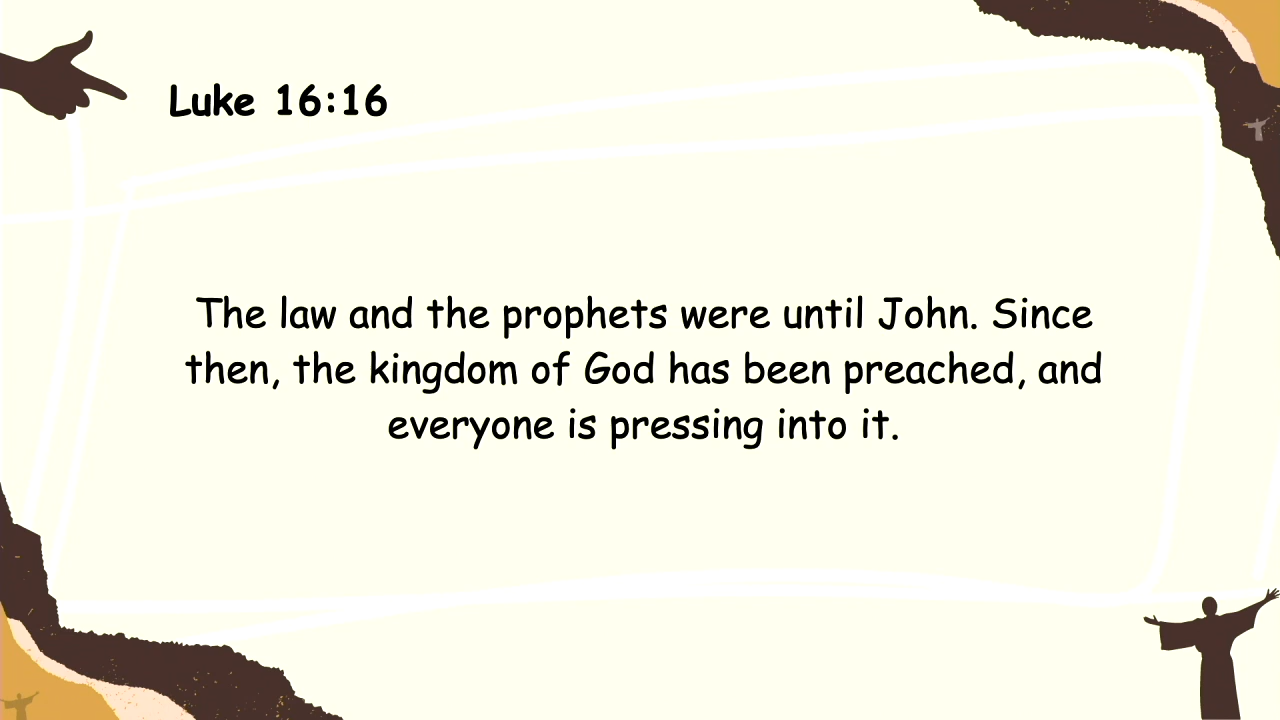 Luke 16:16
The law and the prophets were until John. Since
then, the kingdom of God has been preached, and
everyone is pressing into it.